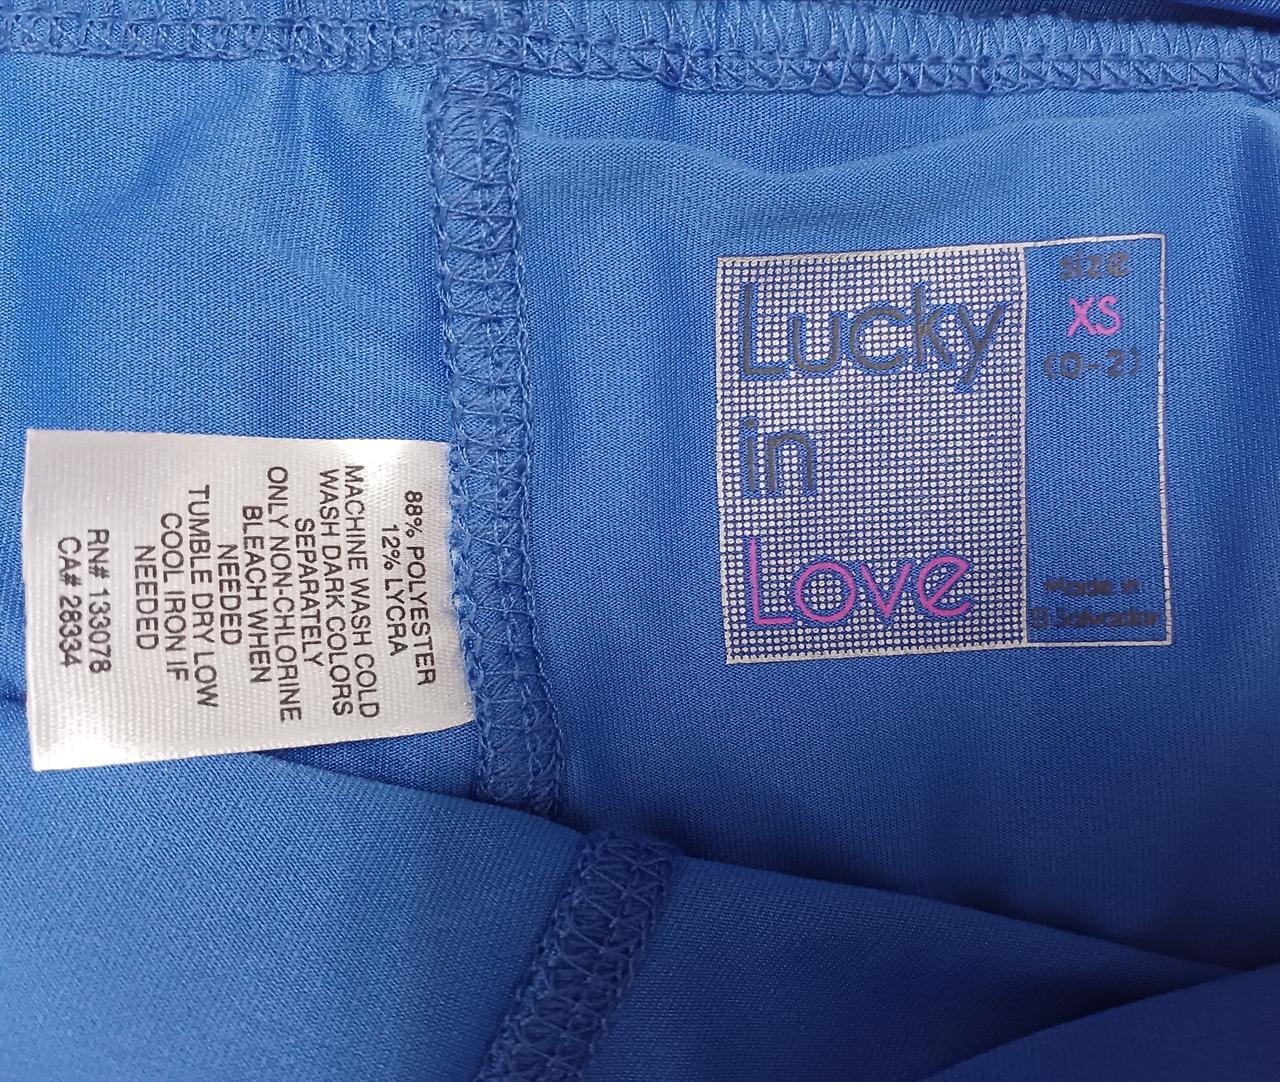 Lucky
in
Love
size
XS
(0-2)
Made in
El Salvador
88% POLYESTER
12% LYCRA
MACHINE WASH COLD
WASH DARK COLORS
SEPARATELY
ONLY NON-CHLORINE
BLEACH WHEN
NEEDED
TUMBLE DRY LOW
COOL IRON IF
NEEDED
RN# 133078
CA# 28334